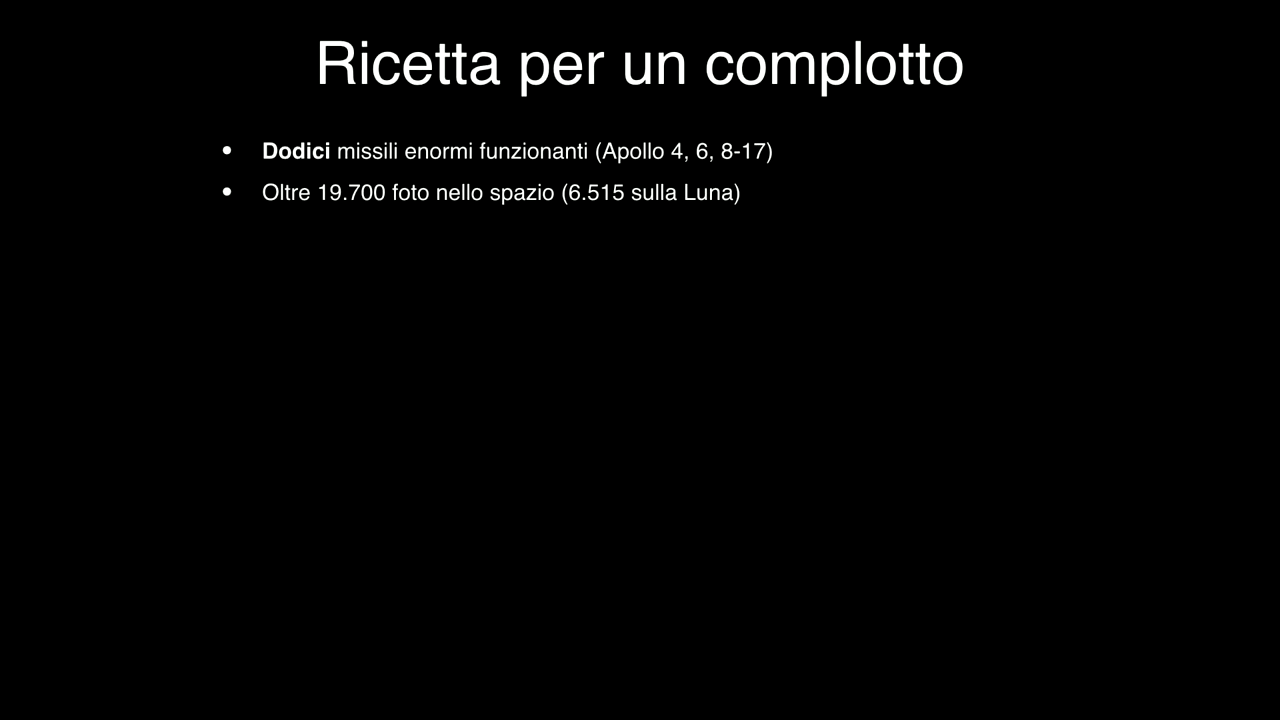 Ricetta per un complotto
• Dodici missili enormi funzionanti (Apollo 4, 6, 8-17)
• Oltre 19.700 foto nello spazio (6.515 sulla Luna)